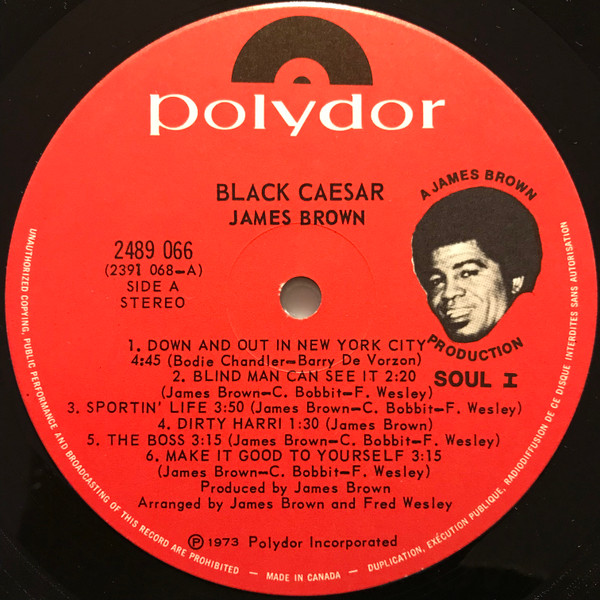 polydor
BLACK CAESAR
JAMES BROWN
A JAMES BROWN
PRODUCTION
SOUL I
2489 066
(2391 068-A)
SIDE A
STEREO
1. DOWN AND OUT IN NEW YORK CITY
4:45 (Bodie Chandler-Barry De Vorzon)
2. BLIND MAN CAN SEE IT 2:20
(James Brown-C. Bobbit-F. Wesley)
3. SPORTIN' LIFE 3:50 (James Brown-C. Bobbit-F. Wesley)
4. DIRTY HARRI 1:30 (James Brown)
5. THE BOSS 3:15 (James Brown-C. Bobbit-F. Wesley)
6. MAKE IT GOOD TO YOURSELF 3:15
(James Brown-C. Bobbit-F. Wesley)
Produced by James Brown
Arranged by James Brown and Fred Wesley
Ⓟ 1973 Polydor Incorporated
UNAUTHORIZED COPYING, PUBLIC PERFORMANCE AND BROADCASTING OF THIS RECORD ARE PROHIBITED — MADE IN CANADA — DUPLICATION, EXÉCUTION PUBLIQUE, RADIODIFFUSION DE CE DISQUE INTERDITES SANS AUTORISATION